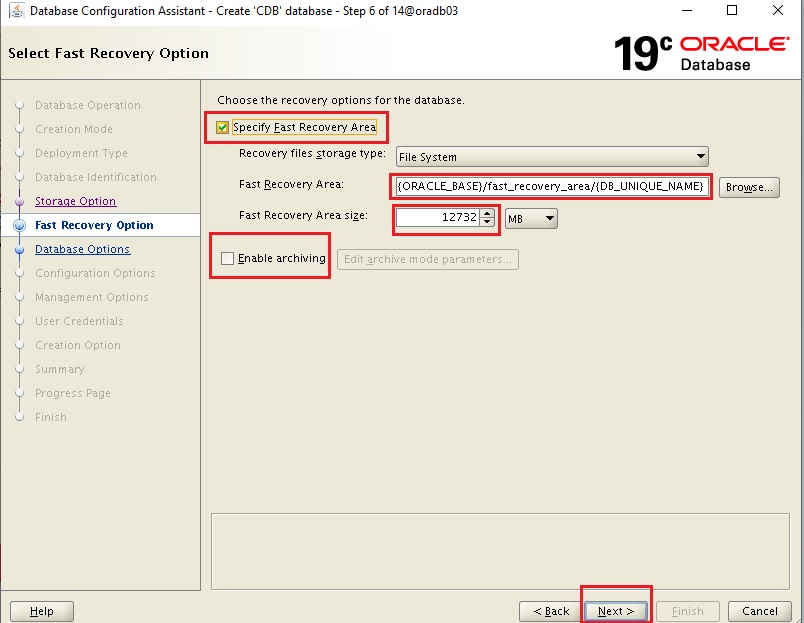 Database Configuration Assistant - Create 'CDB' database - Step 6 of 14@oradb03
Select Fast Recovery Option
19c ORACLE
Database
Database Operation
Creation Mode
Deployment Type
Database Identification
Storage Option
Fast Recovery Option
Database Options
Configuration Options
Management Options
User Credentials
Creation Option
Summary
Progress Page
Finish
Choose the recovery options for the database.
Specify Fast Recovery Area
Recovery files storage type: File System
Fast Recovery Area: {ORACLE_BASE}/fast_recovery_area/{DB_UNIQUE_NAME} Browse...
Fast Recovery Area size: 12732 MB
Enable archiving Edit archive mode parameters...
Help < Back Next > Finish Cancel